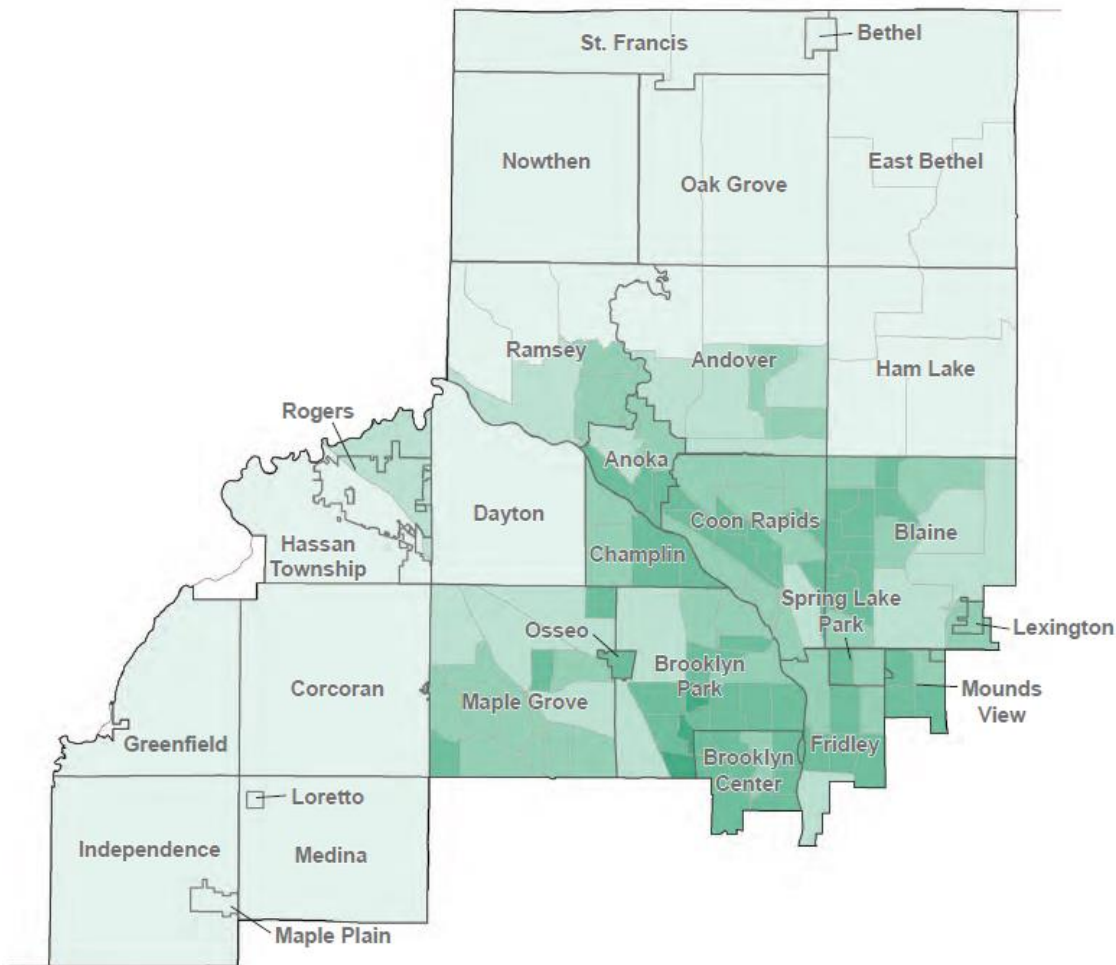 St. Francis
Bethel
Nowthen
Oak Grove
East Bethel
Ramsey
Andover
Ham Lake
Rogers
Anoka
Dayton
Coon Rapids
Blaine
Hassan
Township
Champlin
Spring Lake
Park
Lexington
Osseo
Brooklyn
Park
Corcoran
Maple Grove
Mounds
View
Greenfield
Fridley
Brooklyn
Center
Loretto
Independence
Medina
Maple Plain